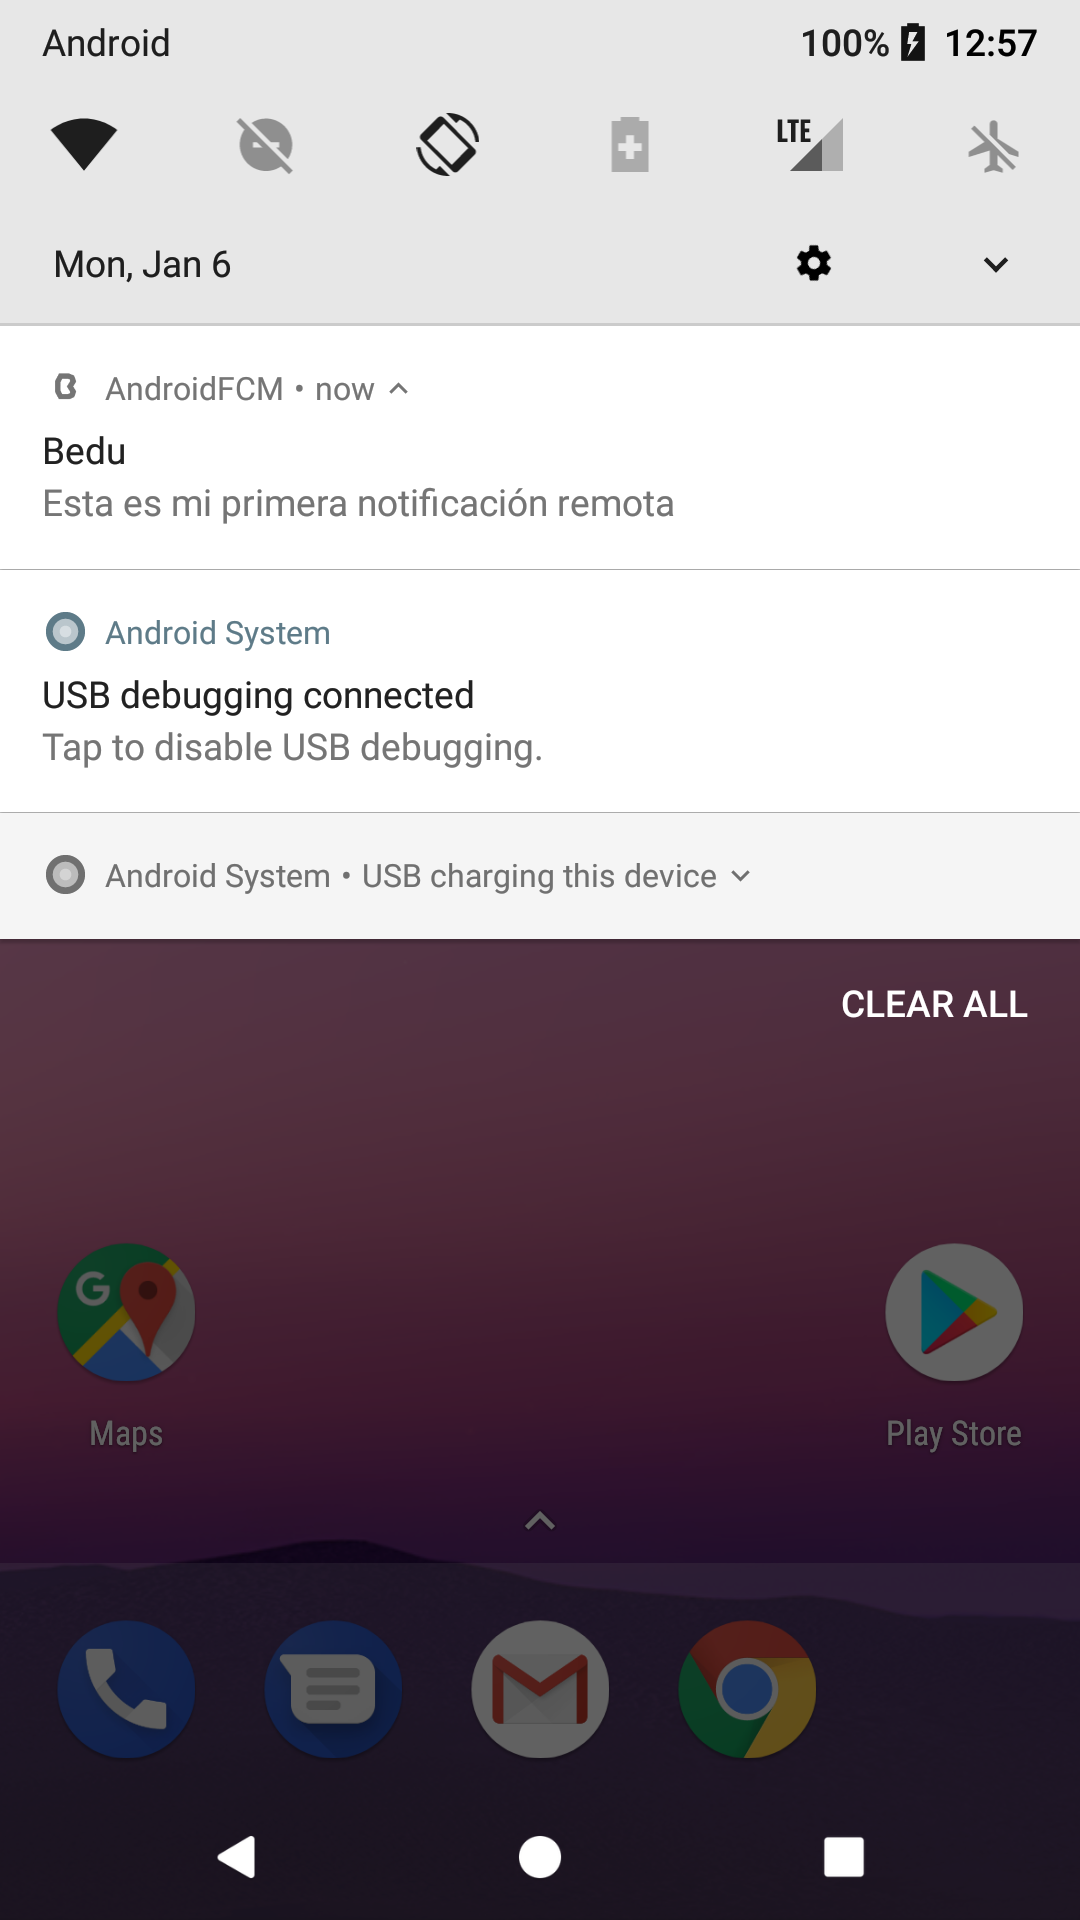 Android 100% 12:57
LTE
Mon, Jan 6
AndroidFCM • now
Bedu
Esta es mi primera notificación remota
Android System
USB debugging connected
Tap to disable USB debugging.
Android System • USB charging this device
CLEAR ALL
G
Maps Play Store